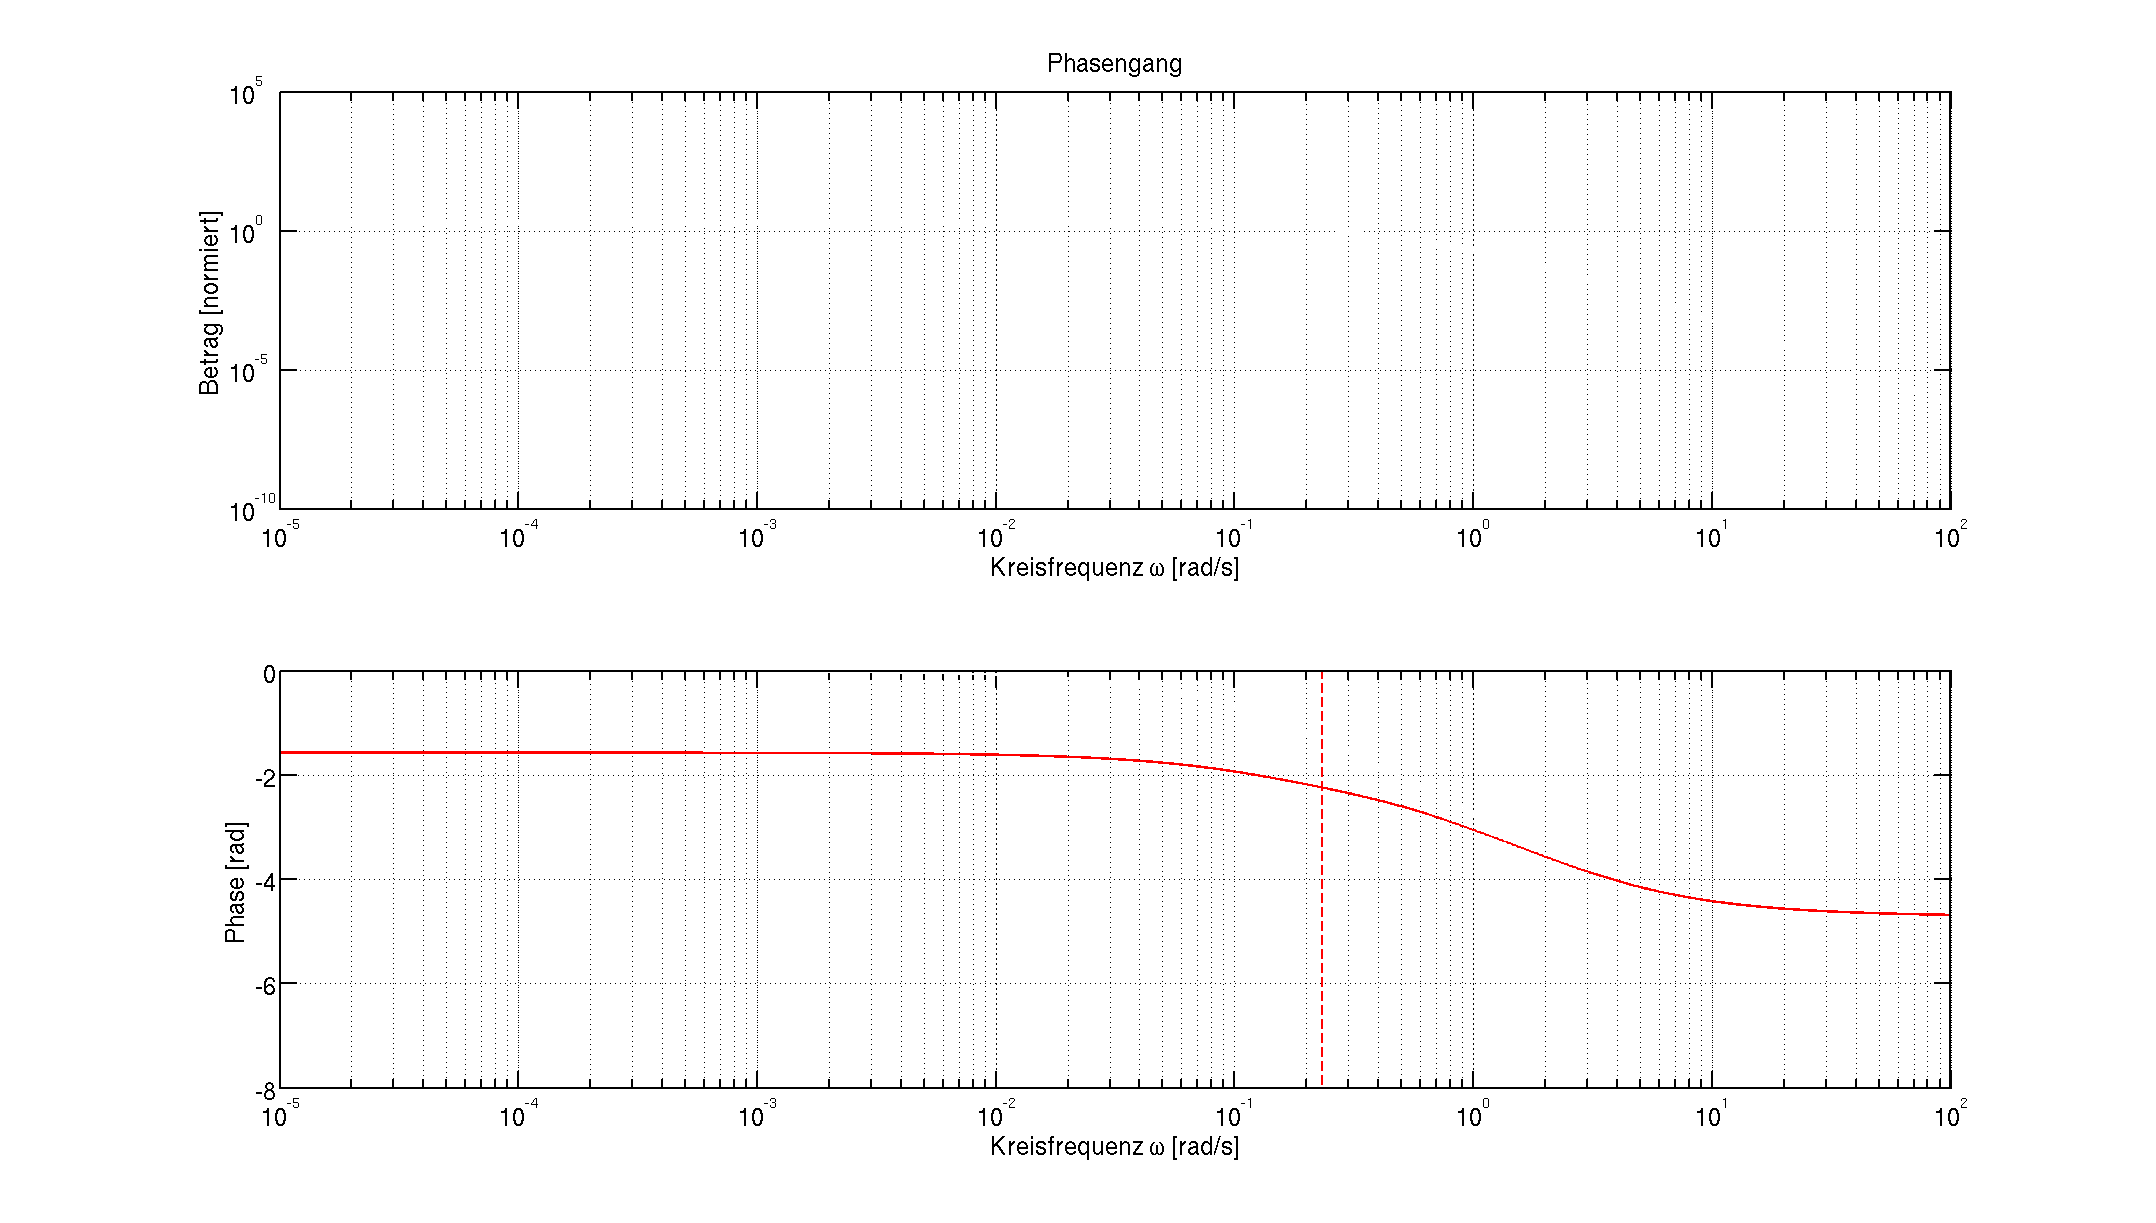 Phasengang
10^5
10^0
10^-5
10^-10
Betrag [normiert]
10^-5 10^-4 10^-3 10^-2 10^-1 10^0 10^1 10^2
Kreisfrequenz ω [rad/s]
0
-2
-4
-6
-8
Phase [rad]
10^-5 10^-4 10^-3 10^-2 10^-1 10^0 10^1 10^2
Kreisfrequenz ω [rad/s]